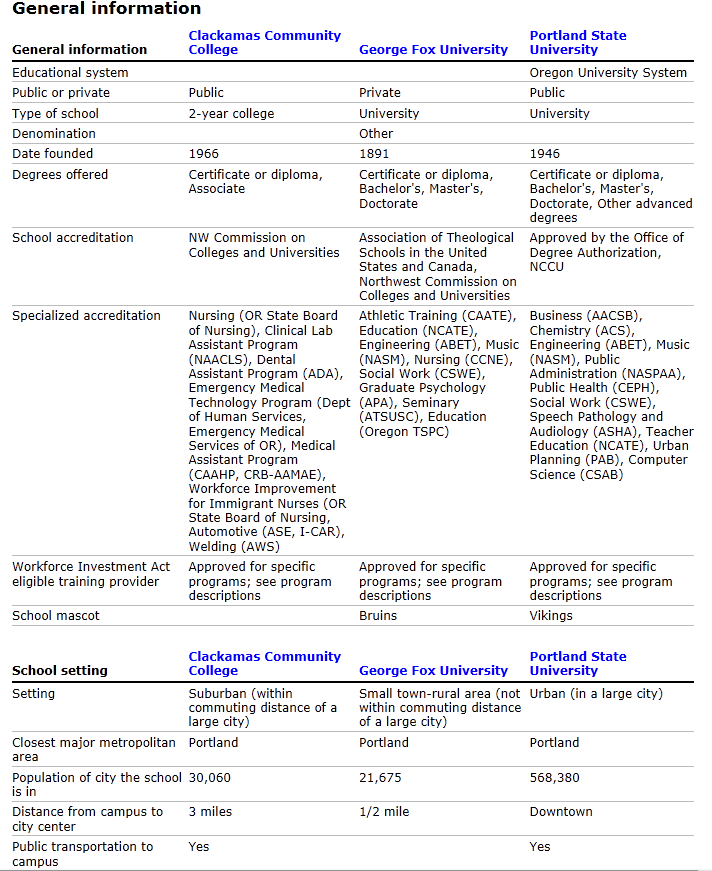 General information
General information Clackamas Community College George Fox University Portland State University
Educational system Oregon University System
Public or private Public Private Public
Type of school 2-year college University University
Denomination Other
Date founded 1966 1891 1946
Degrees offered Certificate or diploma, Associate Certificate or diploma, Bachelor's, Master's, Doctorate Certificate or diploma, Bachelor's, Master's, Doctorate, Other advanced degrees
School accreditation NW Commission on Colleges and Universities Association of Theological Schools in the United States and Canada, Northwest Commission on Colleges and Universities Approved by the Office of Degree Authorization, NCCU
Specialized accreditation Nursing (OR State Board of Nursing), Clinical Lab Assistant Program (NAACLS), Dental Assistant Program (ADA), Emergency Medical Technology Program (Dept of Human Services, Emergency Medical Services of OR), Medical Assistant Program (CAAHP, CRB-AAMAE), Workforce Improvement for Immigrant Nurses (OR State Board of Nursing, Automotive (ASE, I-CAR), Welding (AWS) Athletic Training (CAATE), Education (NCATE), Engineering (ABET), Music (NASM), Nursing (CCNE), Social Work (CSWE), Graduate Psychology (APA), Seminary (ATSUSC), Education (Oregon TSPC) Business (AACSB), Chemistry (ACS), Engineering (ABET), Music (NASM), Public Administration (NASPAA), Public Health (CEPH), Social Work (CSWE), Speech Pathology and Audiology (ASHA), Teacher Education (NCATE), Urban Planning (PAB), Computer Science (CSAB)
Workforce Investment Act eligible training provider Approved for specific programs; see program descriptions Approved for specific programs; see program descriptions Approved for specific programs; see program descriptions
School mascot Bruins Vikings
School setting Clackamas Community College George Fox University Portland State University
Setting Suburban (within commuting distance of a large city) Small town-rural area (not within commuting distance of a large city) Urban (in a large city)
Closest major metropolitan area Portland Portland Portland
Population of city the school is in 30,060 21,675 568,380
Distance from campus to city center 3 miles 1/2 mile Downtown
Public transportation to campus Yes Yes